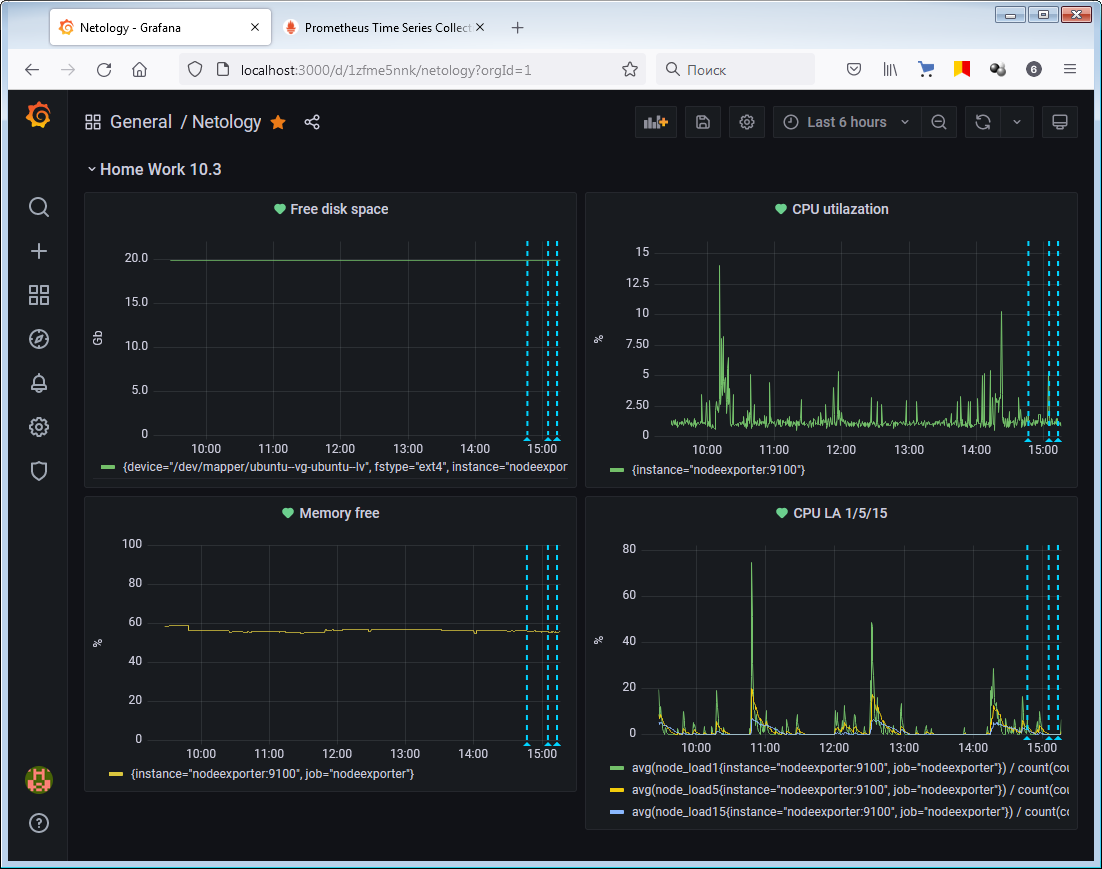 Netology - Grafana
Prometheus Time Series Collect
localhost:3000/d/1zfme5nnk/netology?orgId=1
Поиск
6
General / Netology
Last 6 hours
Home Work 10.3
Free disk space
20.0
15.0
10.0
5.0
0
Gb
10:00 11:00 12:00 13:00 14:00 15:00
{device="/dev/mapper/ubuntu--vg-ubuntu--lv", fstype="ext4", instance="nodeexpor
CPU utilazation
15
12.5
10
7.50
5
2.50
0
%
10:00 11:00 12:00 13:00 14:00 15:00
{instance="nodeexporter:9100"}
Memory free
100
80
60
40
20
0
%
10:00 11:00 12:00 13:00 14:00 15:00
{instance="nodeexporter:9100", job="nodeexporter"}
CPU LA 1/5/15
80
60
40
20
0
%
10:00 11:00 12:00 13:00 14:00 15:00
avg(node_load1{instance="nodeexporter:9100", job="nodeexporter"}) / count(cou
avg(node_load5{instance="nodeexporter:9100", job="nodeexporter"}) / count(cou
avg(node_load15{instance="nodeexporter:9100", job="nodeexporter"}) / count(cc